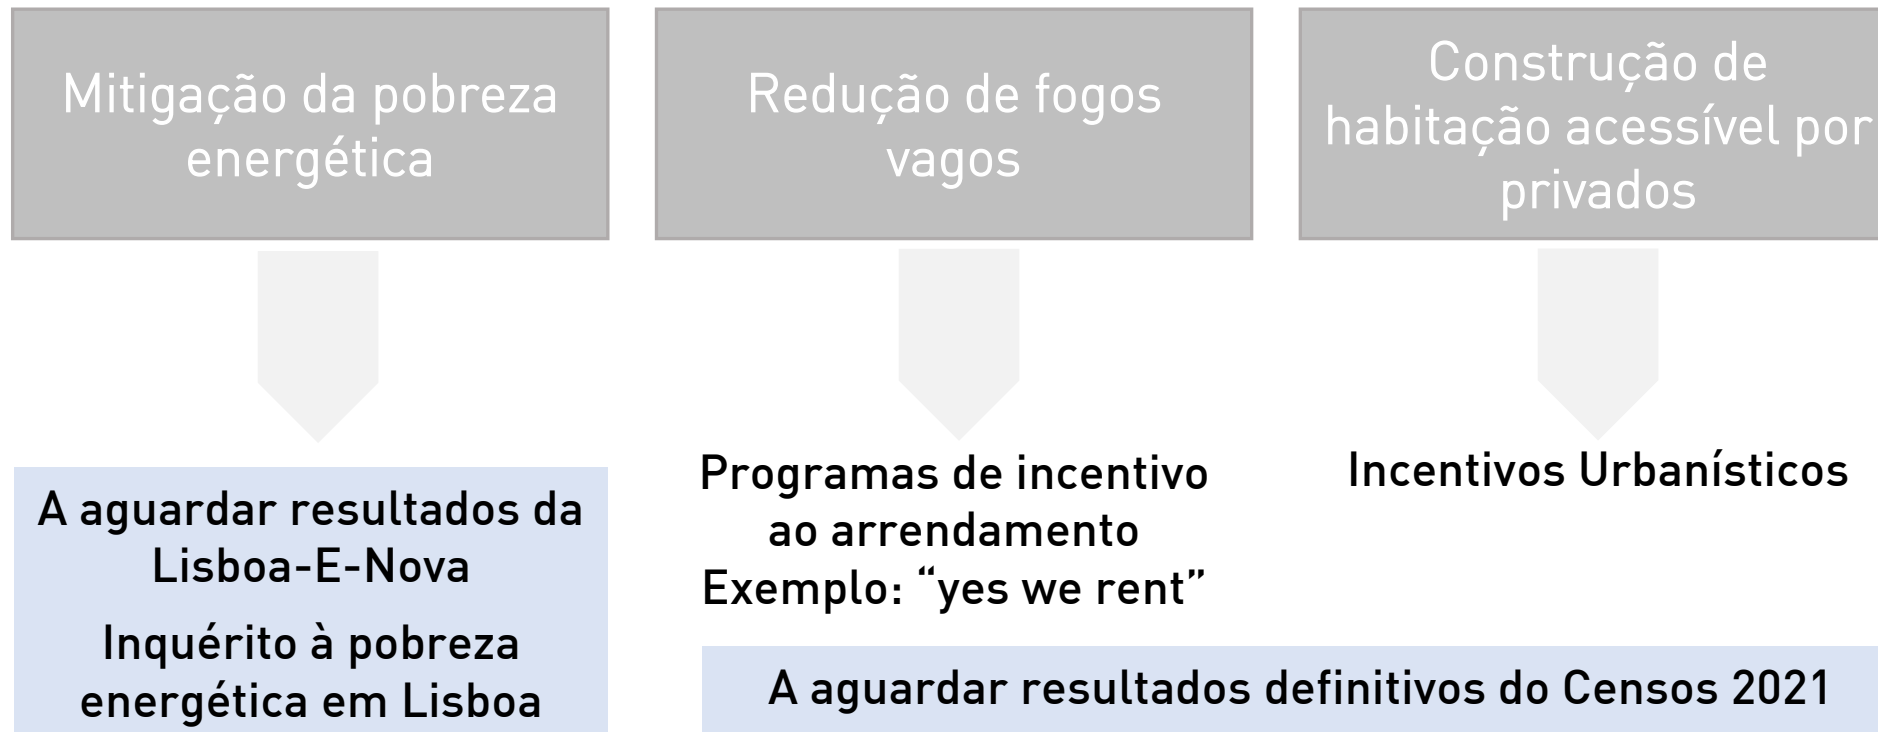 Mitigação da pobreza
energética
Redução de fogos
vagos
Construção de
habitação acessível por
privados
A aguardar resultados da
Lisboa-E-Nova
Inquérito à pobreza
energética em Lisboa
Programas de incentivo
ao arrendamento
Exemplo: “yes we rent”
Incentivos Urbanísticos
A aguardar resultados definitivos do Censos 2021